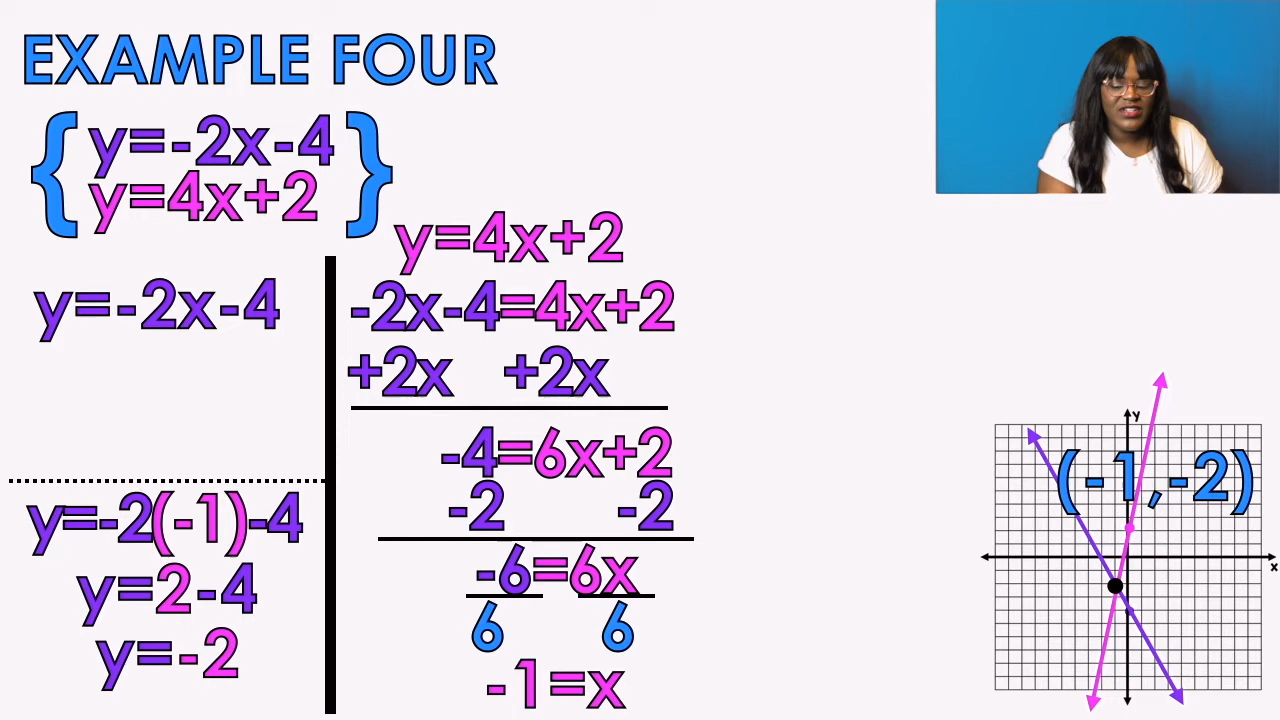 EXAMPLE FOUR
{ y=-2x-4
y=4x+2 }
y=-2x-4
y=-2(-1)-4
y=2-4
y=-2
y=4x+2
-2x-4=4x+2
+2x +2x
-4=6x+2
-2 -2
-6=6x
6 6
-1=x
y
(-1,-2)
x